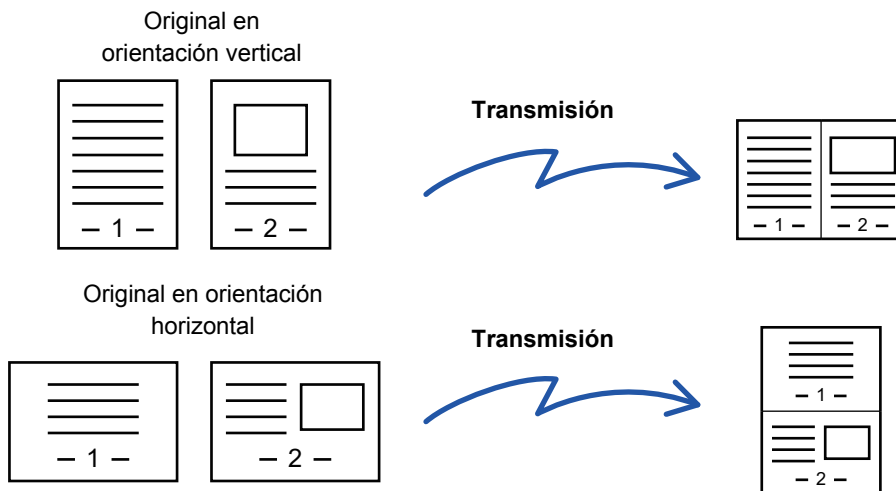 Original en
orientación vertical
Transmisión
– 1 –
– 2 –
– 1 –
– 2 –
Original en orientación
horizontal
Transmisión
– 1 –
– 2 –
– 1 –
– 2 –